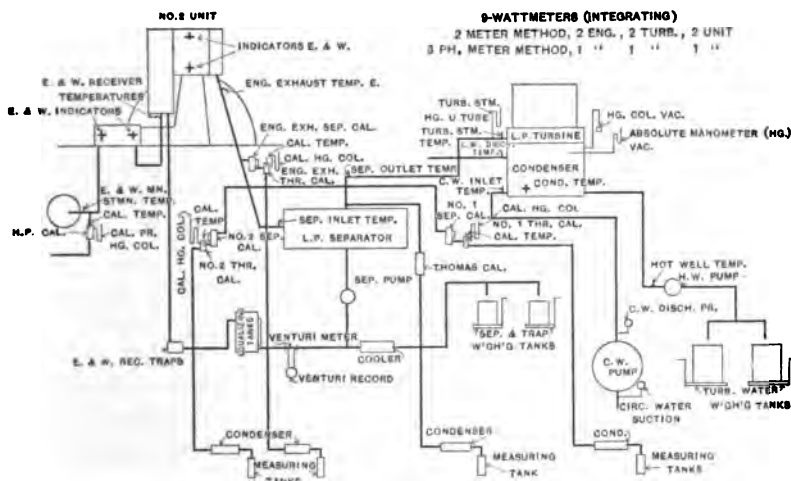 NO. 2 UNIT
9-WATTMETERS (INTEGRATING)
2 METER METHOD, 2 ENG., 2 TURB., 2 UNIT
3 PH, METER METHOD, 1 " 1 " 1 "
INDICATORS E. & W.
E. & W. RECEIVER
TEMPERATURES
E. & W. INDICATORS
ENG. EXHAUST TEMP. E.
ENG. EXH. SEP. CAL.
CAL. TEMP.
CAL. HG. COL.
ENG. EXH.
THR. CAL.
SEP. OUTLET TEMP.
TURB. STM.
HG. U TUBE
TURB. STM.
TEMP.
L.P. TURBINE
CONDENSER
COND. TEMP.
HG. COL. VAC.
ABSOLUTE MANOMETER (HG.)
VAC.
C.W. INLET
TEMP.
NO. 1
SEP. CAL.
CAL. HG. COL
NO. 1 THR. CAL.
CAL. TEMP.
E. & W. MN.
STMN. TEMP.
CAL. TEMP.
H.P. CAL.
CAL. PR.
HG. COL.
CAL. HG. COL.
CAL.
TEMP
NO. 2 SEP.
CAL.
NO. 2 THR,
CAL.
SEP. INLET TEMP.
L.P. SEPARATOR
SEP. PUMP
THOMAS CAL.
HOT WELL TEMP.
H.W. PUMP
C.W. DISCH. PR.
EQUALIZING
TANKS
VENTURI METER
COOLER
SEP. & TRAP
W'GH'G TANKS
E. & W. REC. TRAPS
VENTURI RECORD
C.W.
PUMP
TURB. WATER
W'GH'G TANKS
CIRC. WATER
SUCTION
CONDENSER
MEASURING
TANKS
CONDENSER
MEASURING
TANK
COND.
MEASURING
TANKS